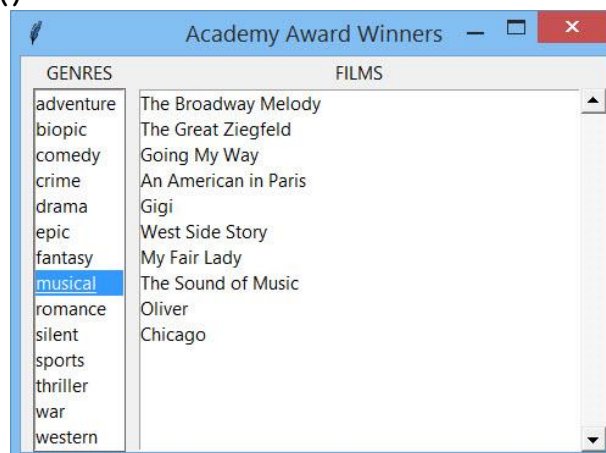 ()
Academy Award Winners
GENRES FILMS
adventure The Broadway Melody
biopic The Great Ziegfeld
comedy Going My Way
crime An American in Paris
drama Gigi
epic West Side Story
fantasy My Fair Lady
musical The Sound of Music
romance Oliver
silent Chicago
sports
thriller
war
western